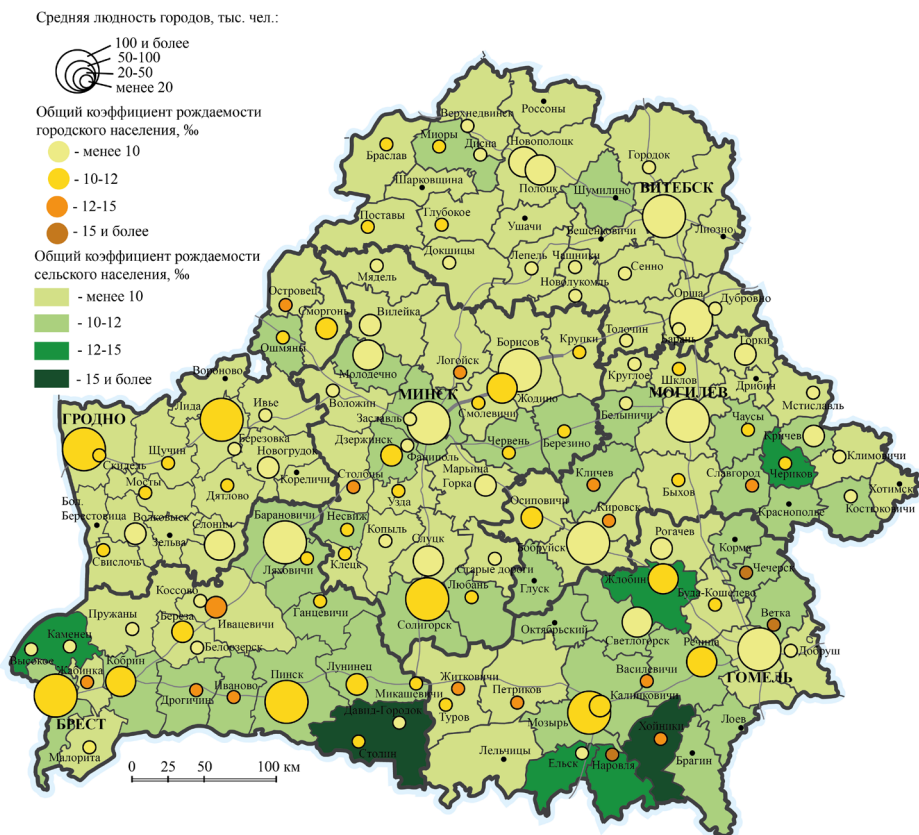 Средняя людность городов, тыс. чел.:
100 и более
50-100
20-50
менее 20
Общий коэффициент рождаемости
городского населения, ‰
- менее 10
- 10-12
- 12-15
- 15 и более
Общий коэффициент рождаемости
сельского населения, ‰
- менее 10
- 10-12
- 12-15
- 15 и более
Россоны
Верхнедвинск
Миоры
Дисна
Новополоцк
Браслав
Полоцк
Городок
Шарковщина
Шумилино
ВИТЕБСК
Поставы
Глубокое
Ушачи
Бешенковичи
Лиозно
Докшицы
Лепель
Чашники
Сенно
Новолукомль
Мядель
Островец
Сморгонь
Вилейка
Орша
Дубровно
Ошмяны
Борисов
Крупки
Толочин
Барань
Логойск
Горки
Молодечно
Круглое
Шклов
Дрибин
Вороново
Жодино
МИНСК
МОГИЛЕВ
Мстиславль
Воложин
Смолевичи
Белыничи
ГРОДНО
Лида
Ивье
Заславль
Чаусы
Кричев
Березовка
Дзержинск
Червень
Березино
Щучин
Новогрудок
Фаниполь
Климовичи
Скидель
Столбцы
Марьина
Горка
Кличев
Славгород
Чериков
Мосты
Дятлово
Кореличи
Узда
Быхов
Хотимск
Бол.
Берестовица
Осиповичи
Кировск
Краснополье
Костюковичи
Волковыск
Слоним
Барановичи
Несвиж
Копыль
Зельва
Слуцк
Бобруйск
Рогачев
Корма
Свислочь
Ляховичи
Клецк
Старые дороги
Чечерск
Жлобин
Глуск
Буда-Кошелево
Любань
Коссово
Ганцевичи
Пружаны
Береза
Ивацевичи
Солигорск
Октябрьский
Ветка
Каменец
Светлогорск
Белоозерск
Речица
Добруш
Высокое
Жабинка
Кобрин
Лунинец
Василевичи
ГОМЕЛЬ
Пинск
Житковичи
Дрогичин
Иваново
Микашевичи
Петриков
Калинковичи
БРЕСТ
Давид-Городок
Туров
Мозырь
Хойники
Лоев
Столин
Малорита
Лельчицы
Ельск
Наровля
Брагин
0 25 50 100 км